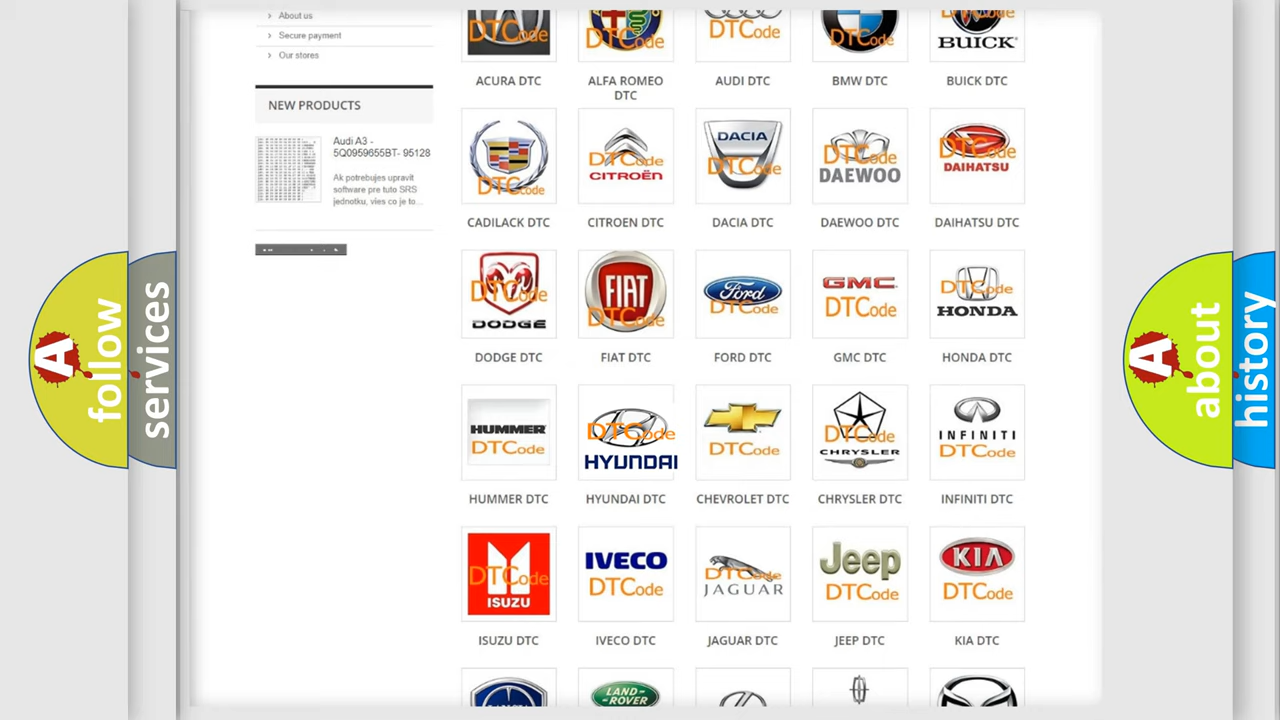 About us
Secure payment
Our stores
NEW PRODUCTS
Audi A3 -
5Q0959655BT- 95128
Ak potrebujes upravit
software pre tuto SRS
jednotku, vies co je to...
DTCode
DTCode
DTCode
DTCode
BUICK
ACURA DTC
ALFA ROMEO
DTC
AUDI DTC
BMW DTC
BUICK DTC
DTCode
DTCode
CITROËN
DACIA
DTCode
DTCode
DAEWOO
DTCode
DAIHATSU
CADILACK DTC
CITROEN DTC
DACIA DTC
DAEWOO DTC
DAIHATSU DTC
DTCode
DODGE
FIAT
DTCode
Ford
DTCode
GMC
DTCode
DTCode
HONDA
DODGE DTC
FIAT DTC
FORD DTC
GMC DTC
HONDA DTC
HUMMER
DTCode
DTCode
HYUNDAI
DTCode
DTCode
CHRYSLER
INFINITI
DTCode
HUMMER DTC
HYUNDAI DTC
CHEVROLET DTC
CHRYSLER DTC
INFINITI DTC
DTCode
ISUZU
IVECO
DTCode
DTCode
JAGUAR
Jeep
DTCode
KIA
DTCode
ISUZU DTC
IVECO DTC
JAGUAR DTC
JEEP DTC
KIA DTC
LAND-
ROVER
A follow
services
A about
history